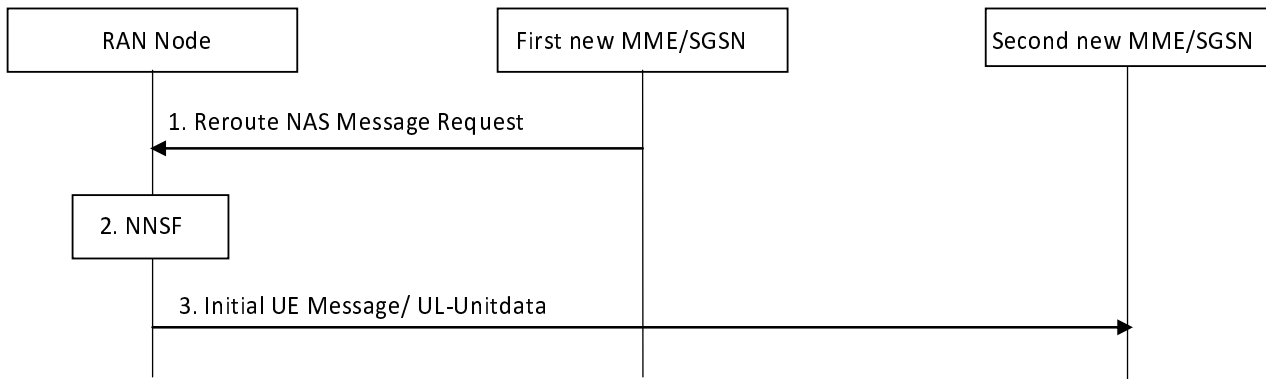 RAN Node
First new MME/SGSN
Second new MME/SGSN
1. Reroute NAS Message Request
2. NNSF
3. Initial UE Message/ UL-Unitdata